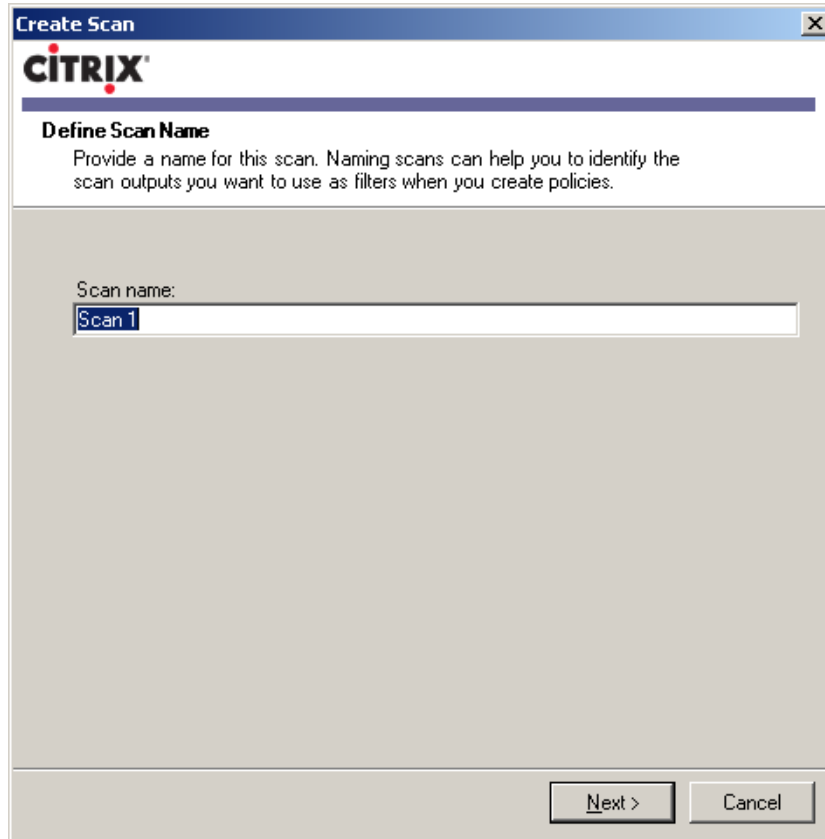 Create Scan
CITRIX
Define Scan Name
Provide a name for this scan. Naming scans can help you to identify the
scan outputs you want to use as filters when you create policies.
Scan name:
Scan 1
Next >
Cancel